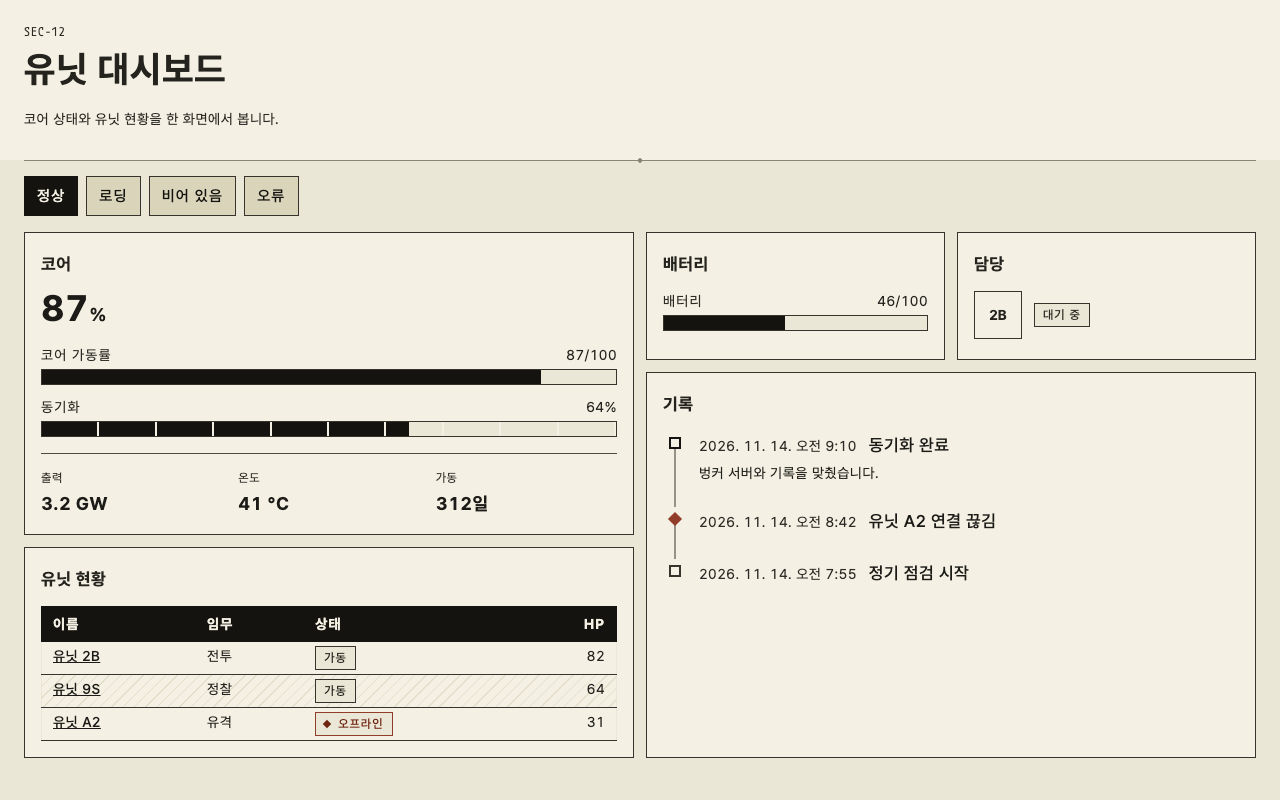 SEC-12
유닛 대시보드
코어 상태와 유닛 현황을 한 화면에서 봅니다.
정상 로딩 비어 있음 오류
코어
87%
코어 가동률 87/100
동기화 64%
출력 온도 가동
3.2 GW 41 °C 312일
배터리
배터리 46/100
담당
2B 대기 중
유닛 현황
이름 임무 상태 HP
유닛 2B 전투 가동 82
유닛 9S 정찰 가동 64
유닛 A2 유격 오프라인 31
기록
2026. 11. 14. 오전 9:10 동기화 완료
벙커 서버와 기록을 맞췄습니다.
2026. 11. 14. 오전 8:42 유닛 A2 연결 끊김
2026. 11. 14. 오전 7:55 정기 점검 시작